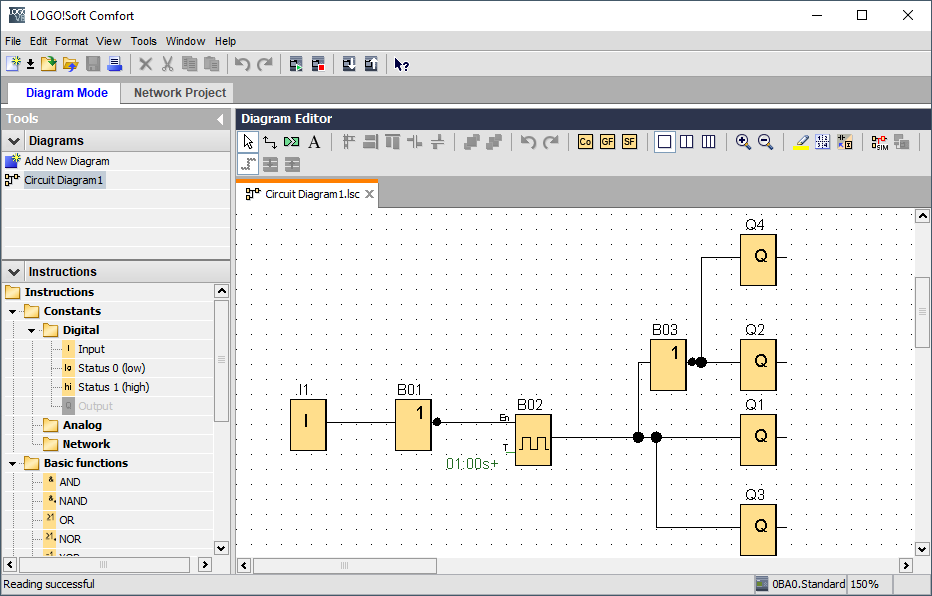 LOGO!Soft Comfort
File Edit Format View Tools Window Help
Diagram Mode Network Project
Tools
Diagrams
Add New Diagram
Circuit Diagram1
Instructions
Instructions
Constants
Digital
I Input
lo Status 0 (low)
hi Status 1 (high)
Q Output
Analog
Network
Basic functions
& AND
& NAND
≥1 OR
≥1 NOR
=1 XOR
Diagram Editor
A Co GF SF SIM
Circuit Diagram1.lsc
Q4
Q
B03 Q2
1 Q
I1 B01 B02 Q1
I 1 En Q
T
01:00s+
Q3
Q
Reading successful 0BA0.Standard 150%